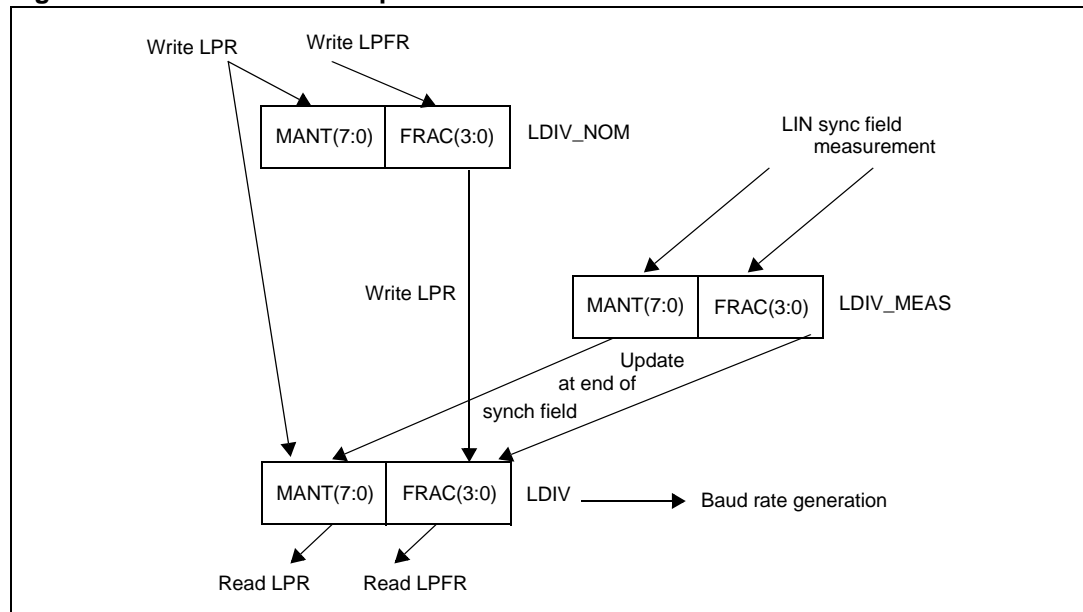 Write LPR
Write LPFR
MANT(7:0)
FRAC(3:0)
LDIV_NOM
LIN sync field
measurement
Write LPR
MANT(7:0)
FRAC(3:0)
LDIV_MEAS
Update
at end of
synch field
MANT(7:0)
FRAC(3:0)
LDIV
Baud rate generation
Read LPR
Read LPFR